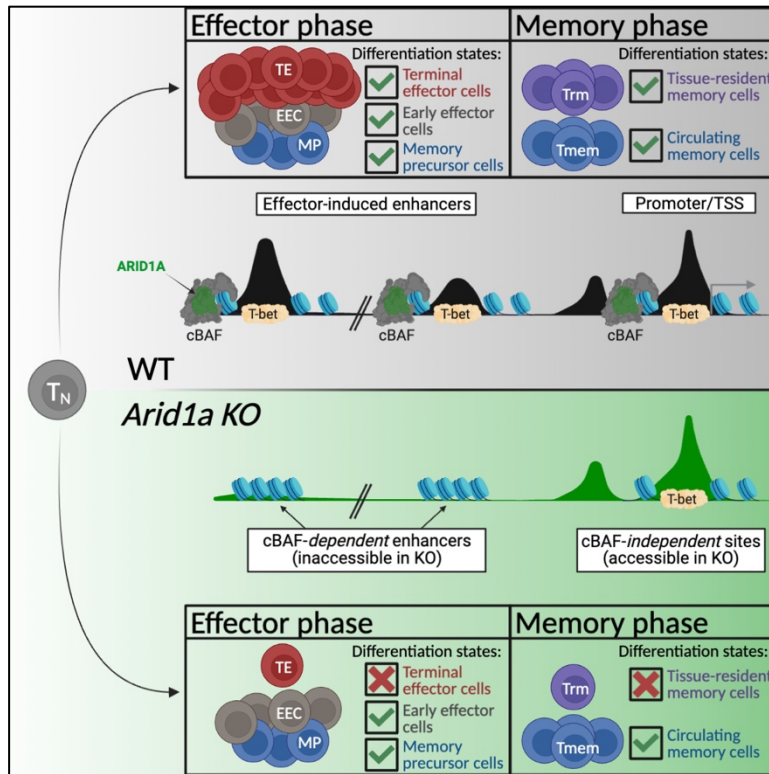 Effector phase
TE
EEC
MP
Differentiation states:
Terminal
effector cells
Early effector
cells
Memory
precursor cells
Memory phase
Trm
Tmem
Differentiation states:
Tissue-resident
memory cells
Circulating
memory cells
Effector-induced enhancers
Promoter/TSS
ARID1A
T-bet
cBAF
T-bet
cBAF
T-bet
cBAF
WT
TN
Arid1a KO
cBAF-dependent enhancers
(inaccessible in KO)
T-bet
cBAF-independent sites
(accessible in KO)
Effector phase
TE
EEC
MP
Differentiation states:
Terminal
effector cells
Early effector
cells
Memory
precursor cells
Memory phase
Trm
Tmem
Differentiation states:
Tissue-resident
memory cells
Circulating
memory cells